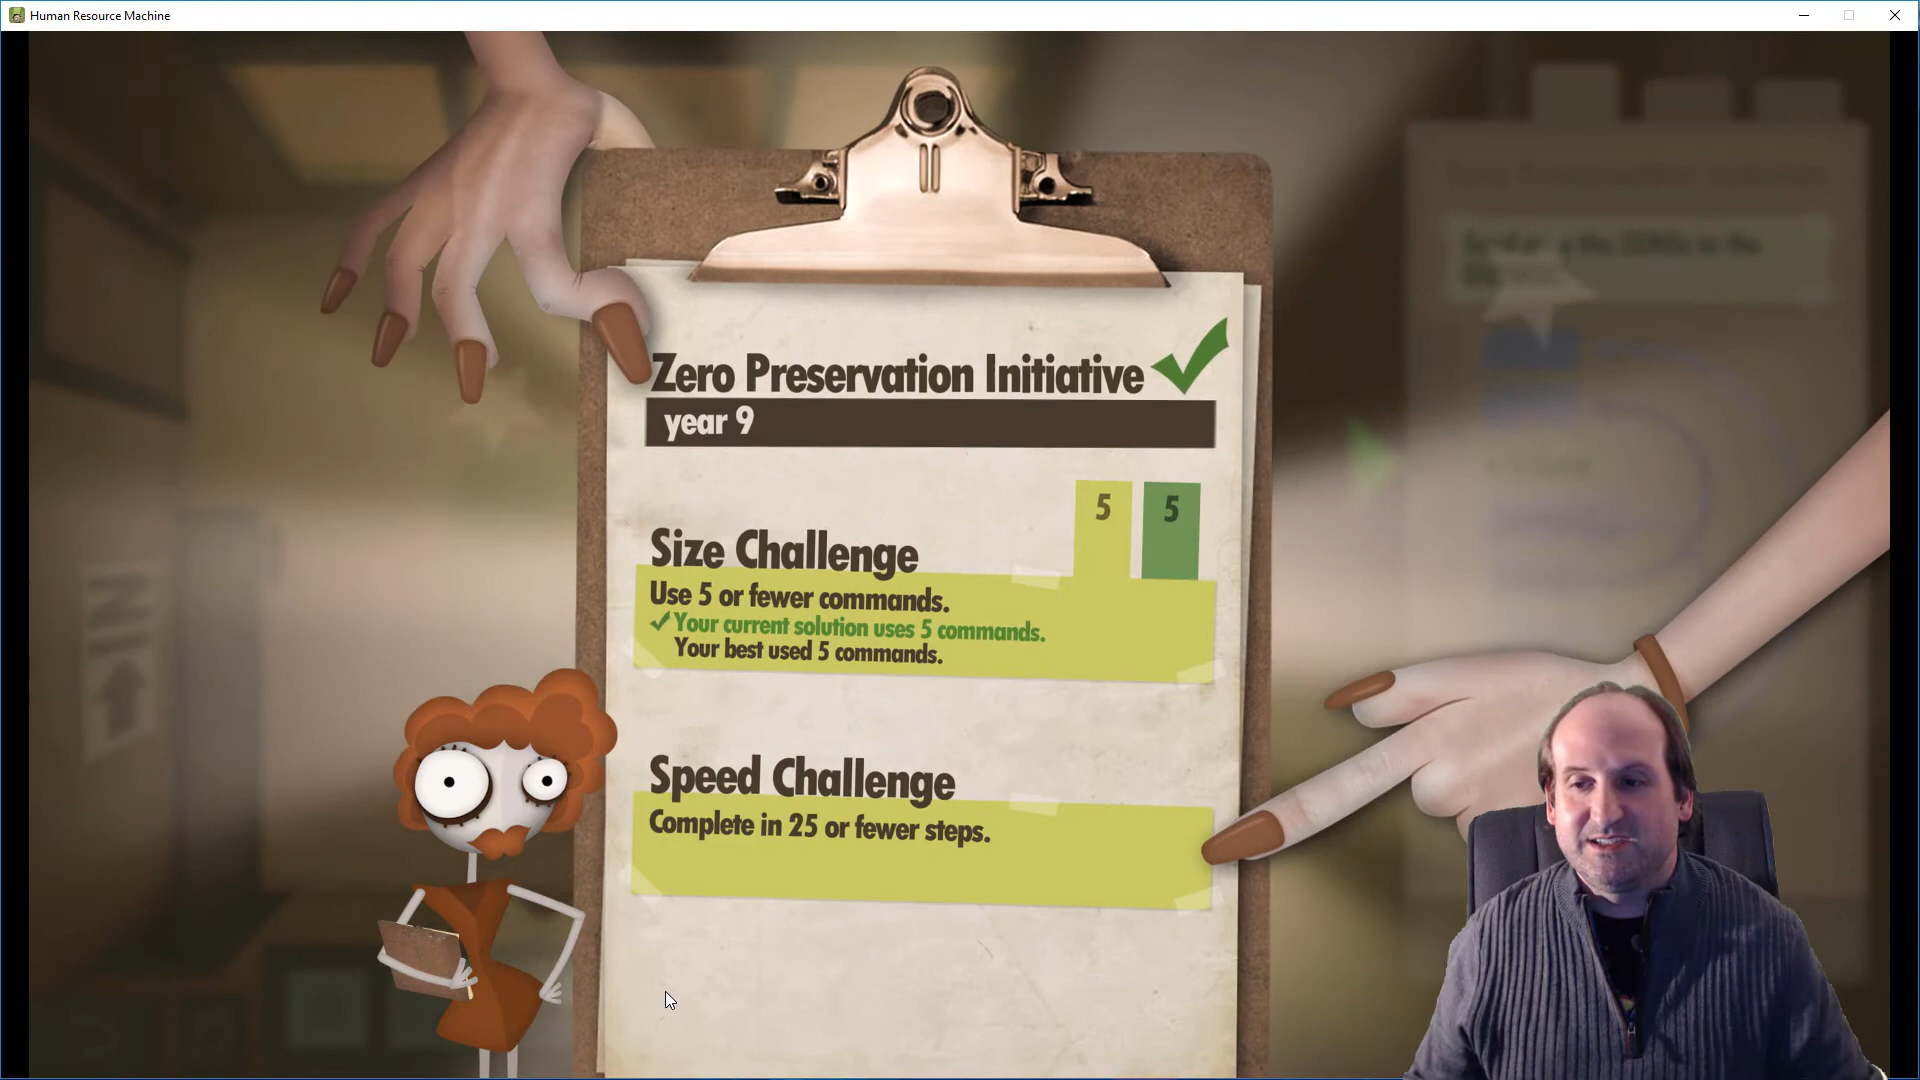 Human Resource Machine
Zero Preservation Initiative
year 9
5 5
Size Challenge
Use 5 or fewer commands.
Your current solution uses 5 commands.
Your best used 5 commands.
Speed Challenge
Complete in 25 or fewer steps.
IN